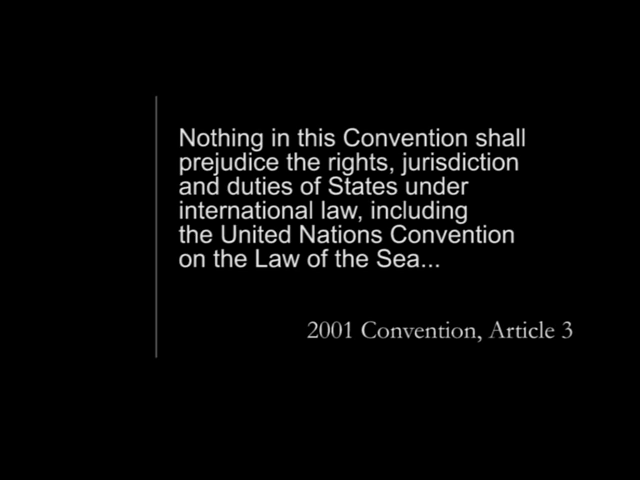 Nothing in this Convention shall
prejudice the rights, jurisdiction
and duties of States under
international law, including
the United Nations Convention
on the Law of the Sea...
2001 Convention, Article 3